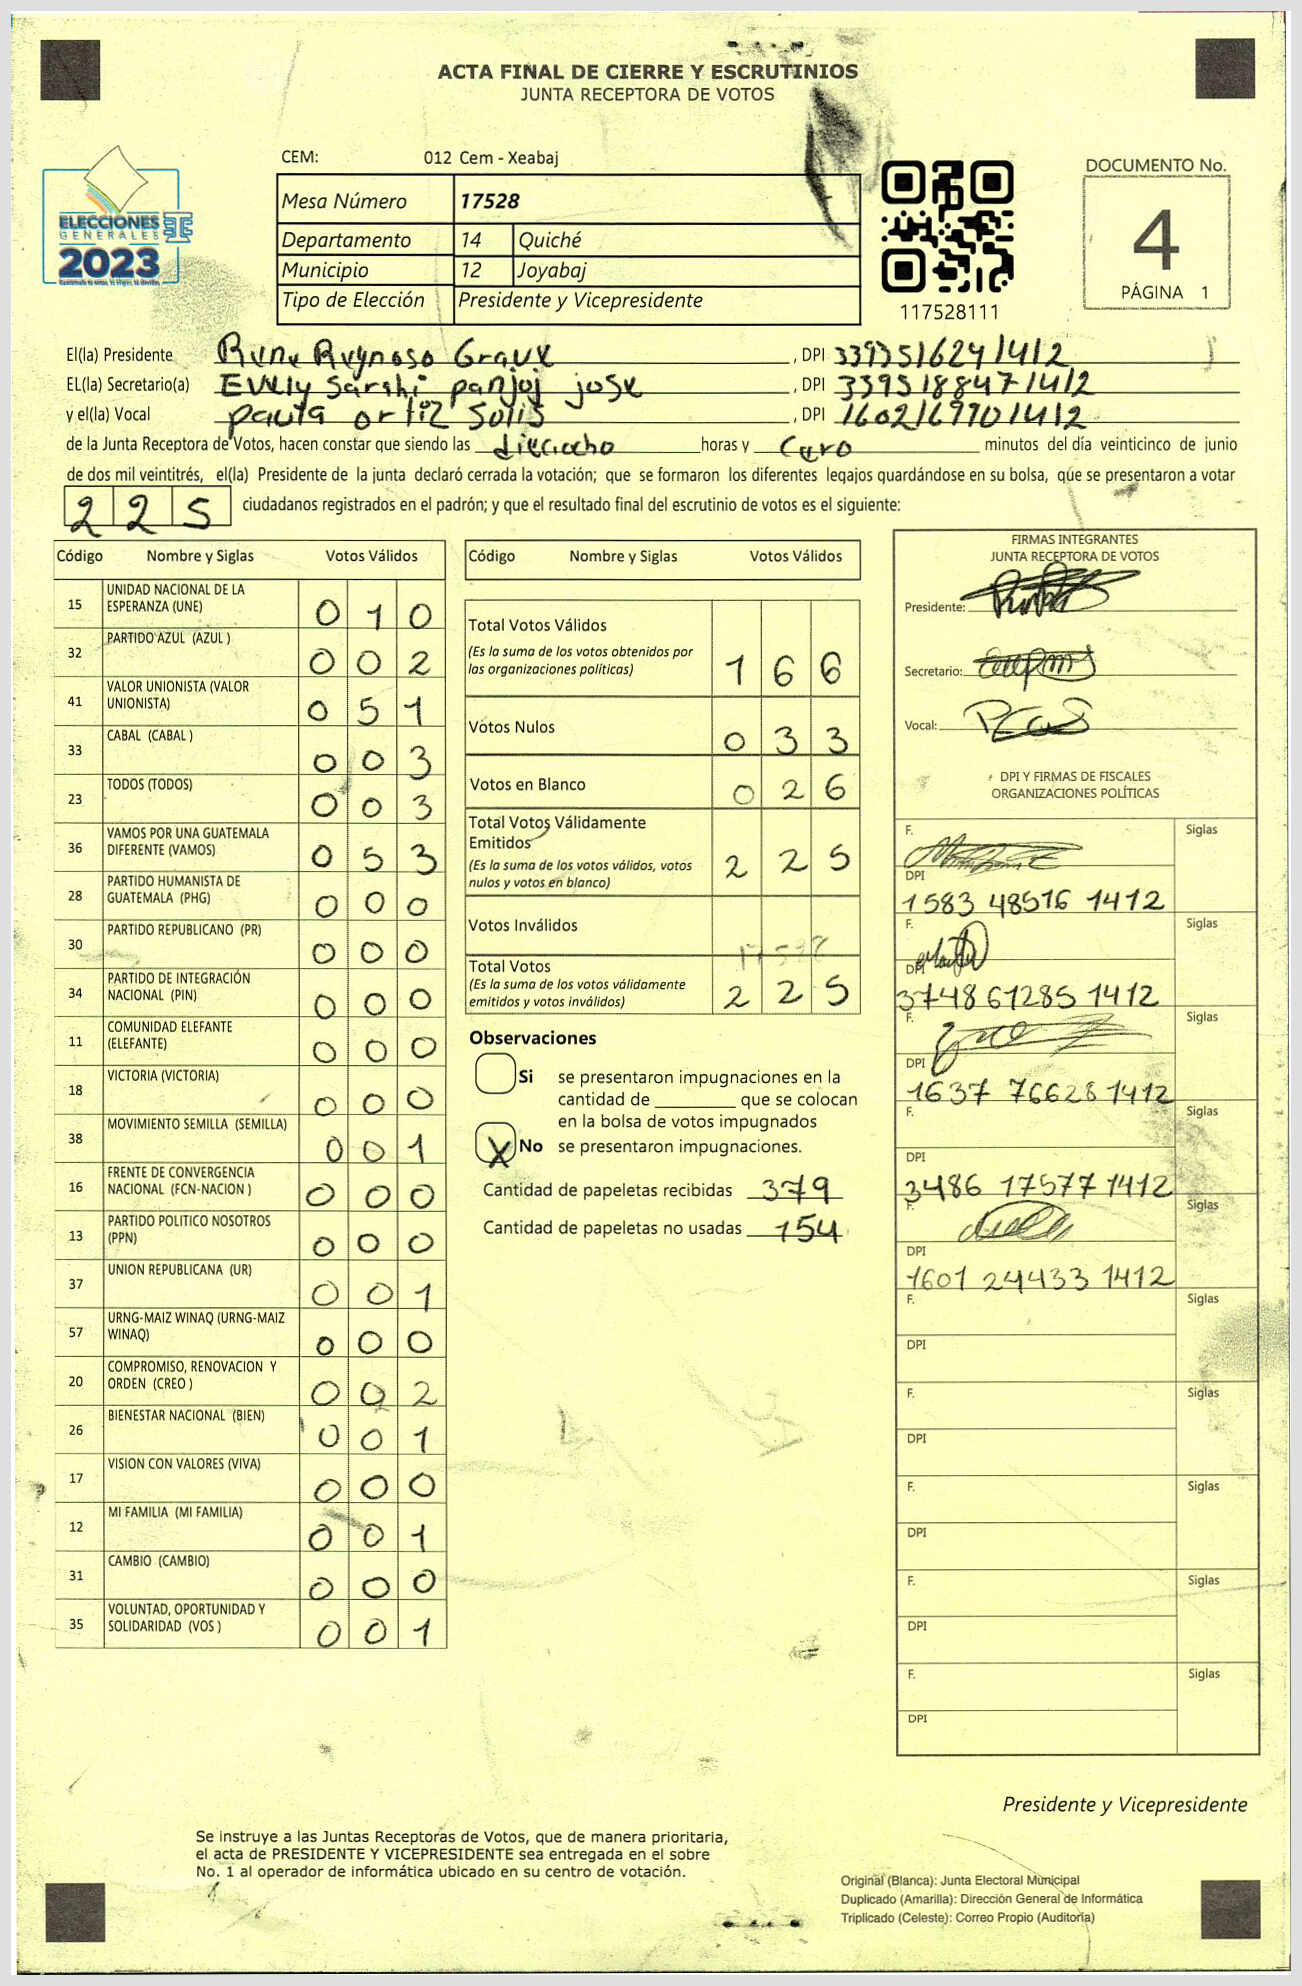 ACTA FINAL DE CIERRE Y ESCRUTINIOS
JUNTA RECEPTORA DE VOTOS
CEM: 012 Cem - Xeabaj
Mesa Número 17528
Departamento 14 Quiché
Municipio 12 Joyabaj
Tipo de Elección Presidente y Vicepresidente
ELECCIONES
GENERALES
2023
117528111
DOCUMENTO No.
4
PÁGINA 1
El(la) Presidente Rene Reynoso , DPI 3393516241412
EL(la) Secretario(a) Evely Sarahi panjoj jose , DPI 3395188471412
y el(la) Vocal paula ortiz Solis , DPI 1602169701412
de la Junta Receptora de Votos, hacen constar que siendo las dieciocho horas y cero minutos del día veinticinco de junio
de dos mil veintitrés, el(la) Presidente de la junta declaró cerrada la votación; que se formaron los diferentes legajos guardándose en su bolsa, que se presentaron a votar
225 ciudadanos registrados en el padrón; y que el resultado final del escrutinio de votos es el siguiente:
Código Nombre y Siglas Votos Válidos
15 UNIDAD NACIONAL DE LA
ESPERANZA (UNE) 0 1 0
32 PARTIDO AZUL (AZUL ) 0 0 2
41 VALOR UNIONISTA (VALOR
UNIONISTA) 0 5 1
33 CABAL (CABAL ) 0 0 3
23 TODOS (TODOS) 0 0 3
36 VAMOS POR UNA GUATEMALA
DIFERENTE (VAMOS) 0 5 3
28 PARTIDO HUMANISTA DE
GUATEMALA (PHG) 0 0 0
30 PARTIDO REPUBLICANO (PR) 0 0 0
34 PARTIDO DE INTEGRACIÓN
NACIONAL (PIN) 0 0 0
11 COMUNIDAD ELEFANTE
(ELEFANTE) 0 0 0
18 VICTORIA (VICTORIA) 0 0 0
38 MOVIMIENTO SEMILLA (SEMILLA) 0 0 1
16 FRENTE DE CONVERGENCIA
NACIONAL (FCN-NACION ) 0 0 0
13 PARTIDO POLITICO NOSOTROS
(PPN) 0 0 0
37 UNION REPUBLICANA (UR) 0 0 1
57 URNG-MAIZ WINAQ (URNG-MAIZ
WINAQ) 0 0 0
20 COMPROMISO, RENOVACION Y
ORDEN (CREO ) 0 0 2
26 BIENESTAR NACIONAL (BIEN) 0 0 1
17 VISION CON VALORES (VIVA) 0 0 0
12 MI FAMILIA (MI FAMILIA) 0 0 1
31 CAMBIO (CAMBIO) 0 0 0
35 VOLUNTAD, OPORTUNIDAD Y
SOLIDARIDAD (VOS ) 0 0 1
Código Nombre y Siglas Votos Válidos
Total Votos Válidos
(Es la suma de los votos obtenidos por
las organizaciones políticas) 1 6 6
Votos Nulos 0 3 3
Votos en Blanco 0 2 6
Total Votos Válidamente
Emitidos
(Es la suma de los votos válidos, votos
nulos y votos en blanco) 2 2 5
Votos Inválidos
Total Votos
(Es la suma de los votos válidamente
emitidos y votos inválidos) 2 2 5
Observaciones
Si se presentaron impugnaciones en la
cantidad de ________ que se colocan
en la bolsa de votos impugnados
X No se presentaron impugnaciones.
Cantidad de papeletas recibidas 379
Cantidad de papeletas no usadas 154
FIRMAS INTEGRANTES
JUNTA RECEPTORA DE VOTOS
Presidente:
Secretario:
Vocal:
DPI Y FIRMAS DE FISCALES
ORGANIZACIONES POLÍTICAS
F. Siglas
DPI
1583 48516 1412
F. Siglas
DPI
3748 61285 1412
F. Siglas
DPI
1637 76628 1412
F. Siglas
DPI
3486 17577 1412
F. Siglas
DPI
1601 24433 1412
F. Siglas
DPI
F. Siglas
DPI
F. Siglas
DPI
F. Siglas
DPI
F. Siglas
DPI
Presidente y Vicepresidente
Se instruye a las Juntas Receptoras de Votos, que de manera prioritaria,
el acta de PRESIDENTE Y VICEPRESIDENTE sea entregada en el sobre
No. 1 al operador de informática ubicado en su centro de votación.
Original (Blanca): Junta Electoral Municipal
Duplicado (Amarilla): Dirección General de Informática
Triplicado (Celeste): Correo Propio (Auditoría)